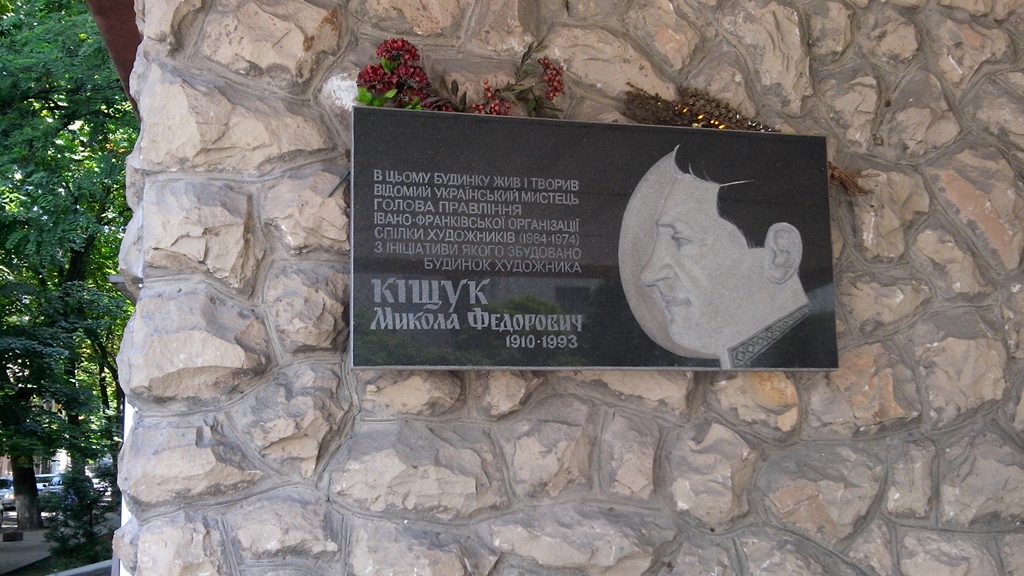 В ЦЬОМУ БУДИНКУ ЖИВ І ТВОРИВ
ВІДОМИЙ УКРАЇНСЬКИЙ МИСТЕЦЬ
ГОЛОВА ПРАВЛІННЯ
ІВАНО-ФРАНКІВСЬКОЇ ОРГАНІЗАЦІЇ
СПІЛКИ ХУДОЖНИКІВ (1964-1974)
З ІНІЦІАТИВИ ЯКОГО ЗБУДОВАНО
БУДИНОК ХУДОЖНИКА
КІЩУК
МИКОЛА ФЕДОРОВИЧ
1910-1993